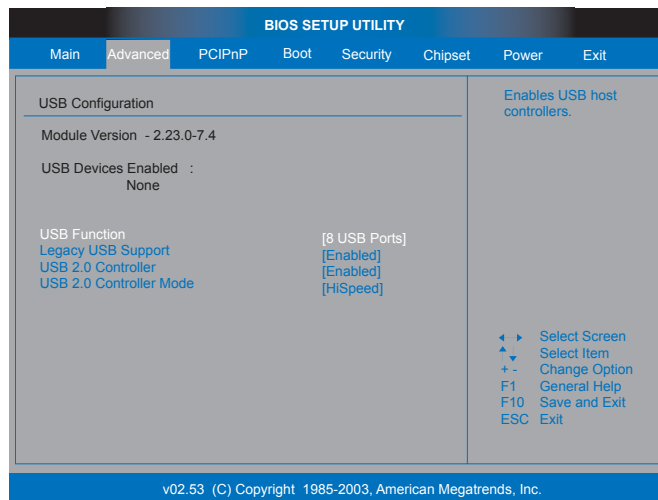 BIOS SETUP UTILITY
Main Advanced PCIPnP Boot Security Chipset Power Exit
USB Configuration
Module Version - 2.23.0-7.4
USB Devices Enabled :
None
USB Function [8 USB Ports]
Legacy USB Support [Enabled]
USB 2.0 Controller [Enabled]
USB 2.0 Controller Mode [HiSpeed]
Enables USB host
controllers.
Select Screen
Select Item
+ - Change Option
F1 General Help
F10 Save and Exit
ESC Exit
v02.53 (C) Copyright 1985-2003, American Megatrends, Inc.